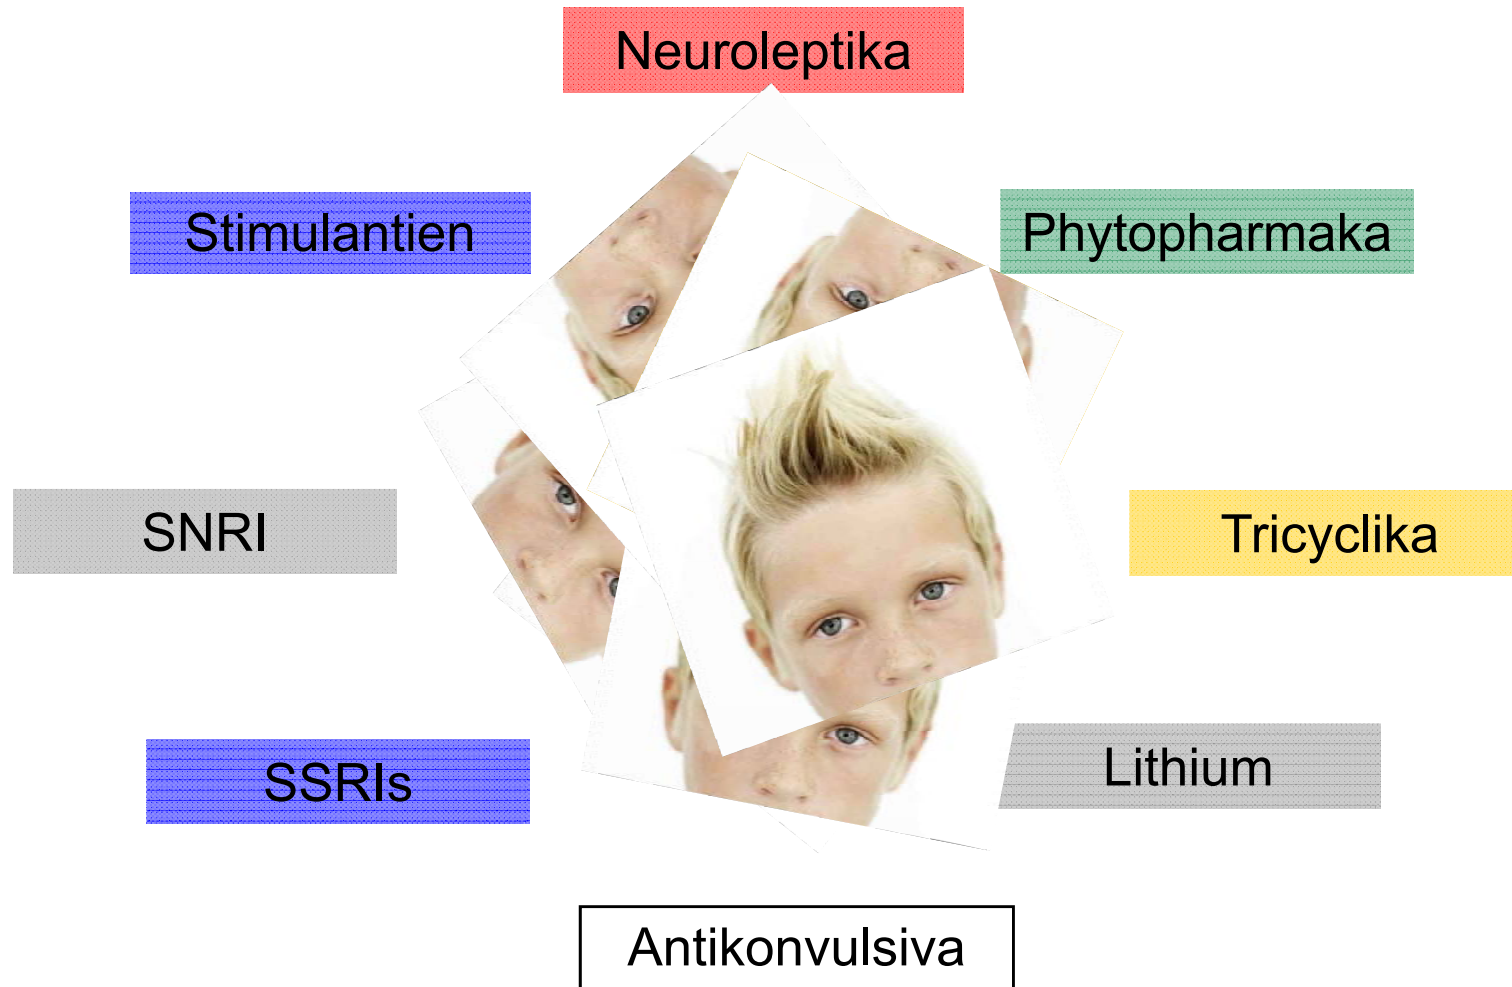 Neuroleptika
Stimulantien
Phytopharmaka
SNRI
Tricyclika
SSRIs
Lithium
Antikonvulsiva